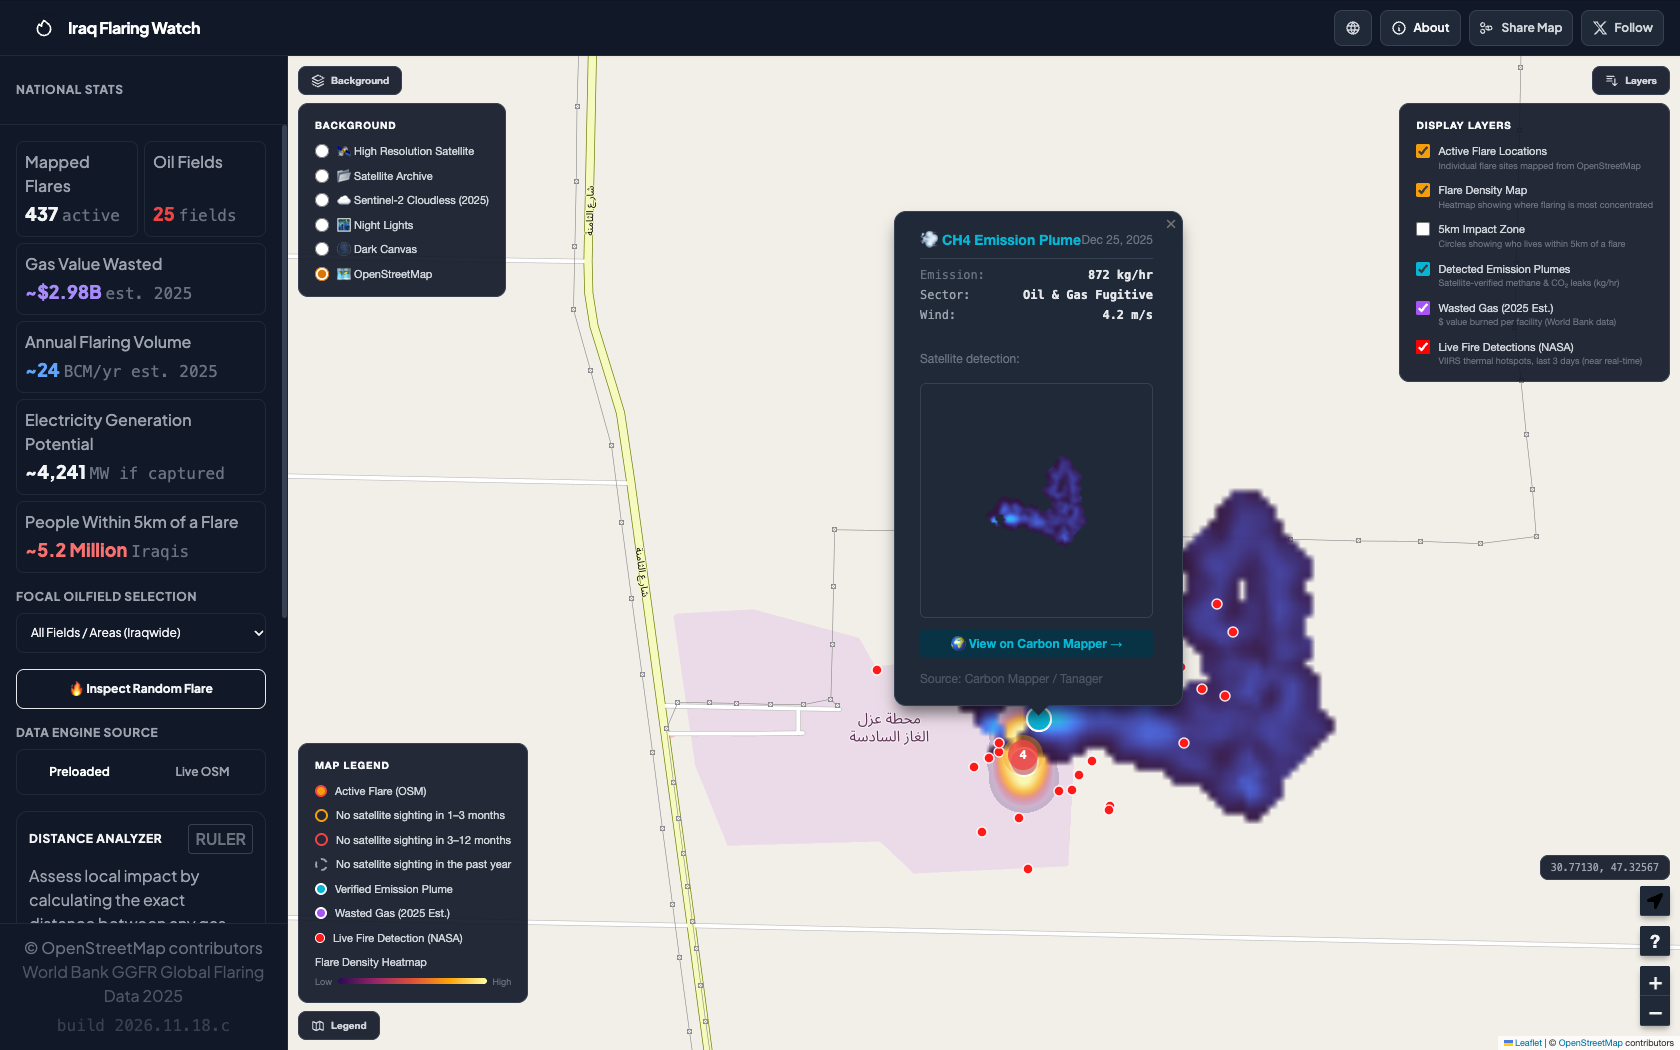 Iraq Flaring Watch
About
Share Map
Follow
NATIONAL STATS
Mapped Flares
437 active
Oil Fields
25 fields
Gas Value Wasted
~$2.98B est. 2025
Annual Flaring Volume
~24 BCM/yr est. 2025
Electricity Generation
Potential
~4,241 MW if captured
People Within 5km of a Flare
~5.2 Million Iraqis
FOCAL OILFIELD SELECTION
All Fields / Areas (Iraqwide)
Inspect Random Flare
DATA ENGINE SOURCE
Preloaded
Live OSM
DISTANCE ANALYZER
RULER
Assess local impact by
calculating the exact
distance between any gas
© OpenStreetMap contributors
World Bank GGFR Global Flaring
Data 2025
build 2026.11.18.c
Background
BACKGROUND
High Resolution Satellite
Satellite Archive
Sentinel-2 Cloudless (2025)
Night Lights
Dark Canvas
OpenStreetMap
شارع الثامنة
شارع الثامنة
CH4 Emission Plume Dec 25, 2025
Emission: 872 kg/hr
Sector: Oil & Gas Fugitive
Wind: 4.2 m/s
Satellite detection:
View on Carbon Mapper →
Source: Carbon Mapper / Tanager
محطة عزل
الغاز السادسة
4
Layers
DISPLAY LAYERS
Active Flare Locations
Individual flare sites mapped from OpenStreetMap
Flare Density Map
Heatmap showing where flaring is most concentrated
5km Impact Zone
Circles showing who lives within 5km of a flare
Detected Emission Plumes
Satellite-verified methane & CO₂ leaks (kg/hr)
Wasted Gas (2025 Est.)
$ value burned per facility (World Bank data)
Live Fire Detections (NASA)
VIIRS thermal hotspots, last 3 days (near real-time)
MAP LEGEND
Active Flare (OSM)
No satellite sighting in 1–3 months
No satellite sighting in 3–12 months
No satellite sighting in the past year
Verified Emission Plume
Wasted Gas (2025 Est.)
Live Fire Detection (NASA)
Flare Density Heatmap
Low High
Legend
30.77130, 47.32567
?
+
−
Leaflet | © OpenStreetMap contributors